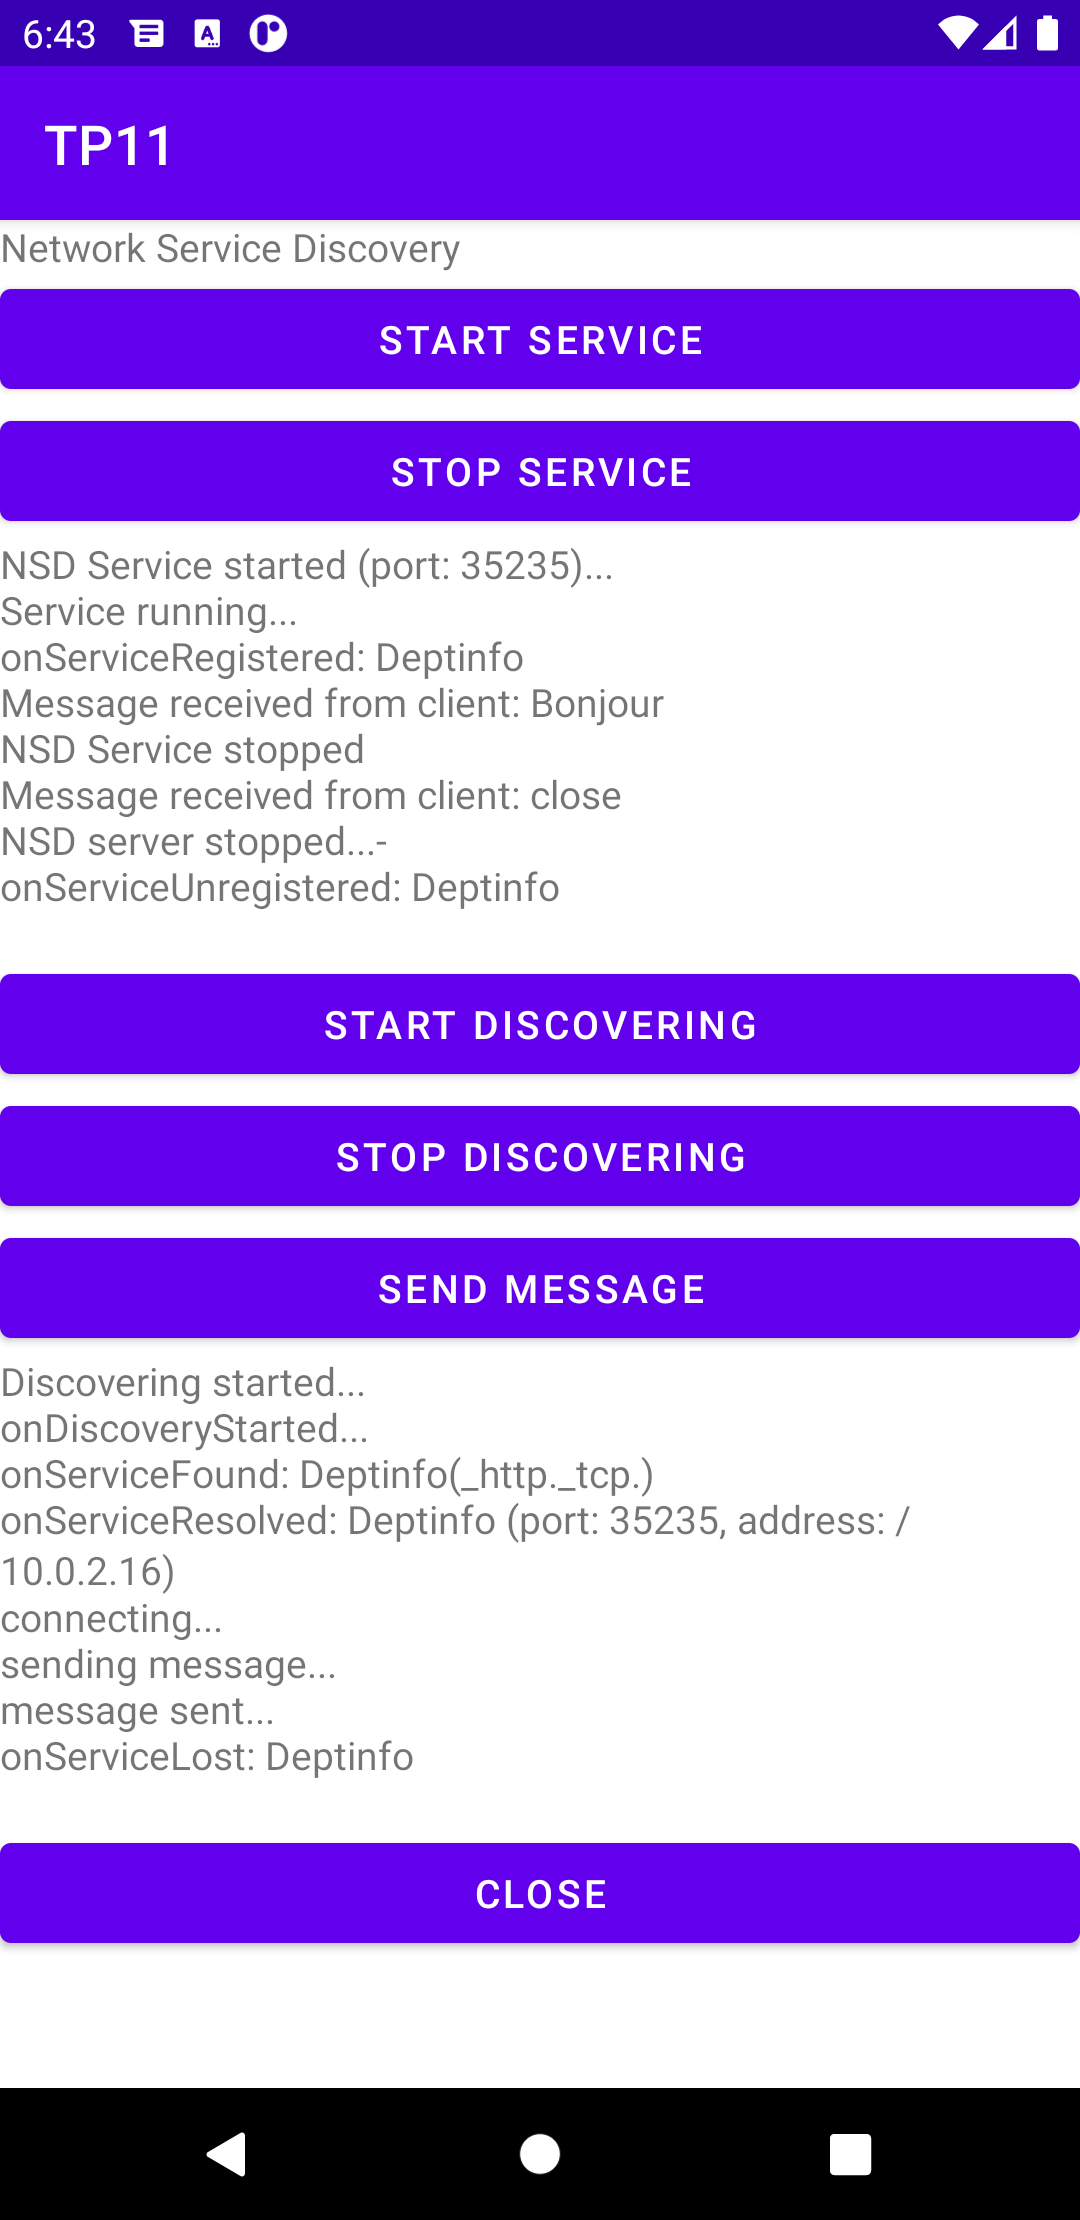 6:43
TP11
Network Service Discovery
START SERVICE
STOP SERVICE
NSD Service started (port: 35235)...
Service running...
onServiceRegistered: Deptinfo
Message received from client: Bonjour
NSD Service stopped
Message received from client: close
NSD server stopped...-
onServiceUnregistered: Deptinfo
START DISCOVERING
STOP DISCOVERING
SEND MESSAGE
Discovering started...
onDiscoveryStarted...
onServiceFound: Deptinfo(_http._tcp.)
onServiceResolved: Deptinfo (port: 35235, address: /
10.0.2.16)
connecting...
sending message...
message sent...
onServiceLost: Deptinfo
CLOSE